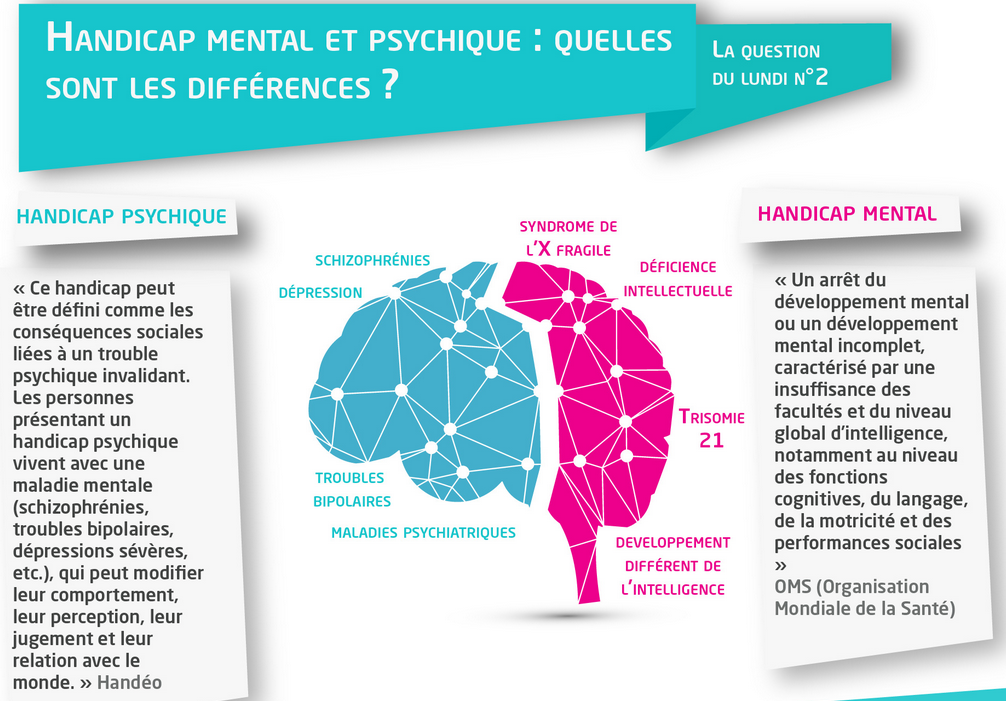 Handicap mental et psychique : quelles
sont les différences ?
La question
du lundi n°2
handicap psychique
« Ce handicap peut
être défini comme les
conséquences sociales
liées à un trouble
psychique invalidant.
Les personnes
présentant un
handicap psychique
vivent avec une
maladie mentale
(schizophrénies,
troubles bipolaires,
dépressions sévères,
etc.), qui peut modifier
leur comportement,
leur perception, leur
jugement et leur
relation avec le
monde. » Handéo
schizophrénies
dépression
troubles
bipolaires
maladies psychiatriques
syndrome de
l'X fragile
déficience
intellectuelle
Trisomie
21
developpement
différent de
l'intelligence
handicap mental
« Un arrêt du
développement mental
ou un développement
mental incomplet,
caractérisé par une
insuffisance des
facultés et du niveau
global d'intelligence,
notamment au niveau
des fonctions
cognitives, du langage,
de la motricité et des
performances sociales
»
OMS (Organisation
Mondiale de la Santé)